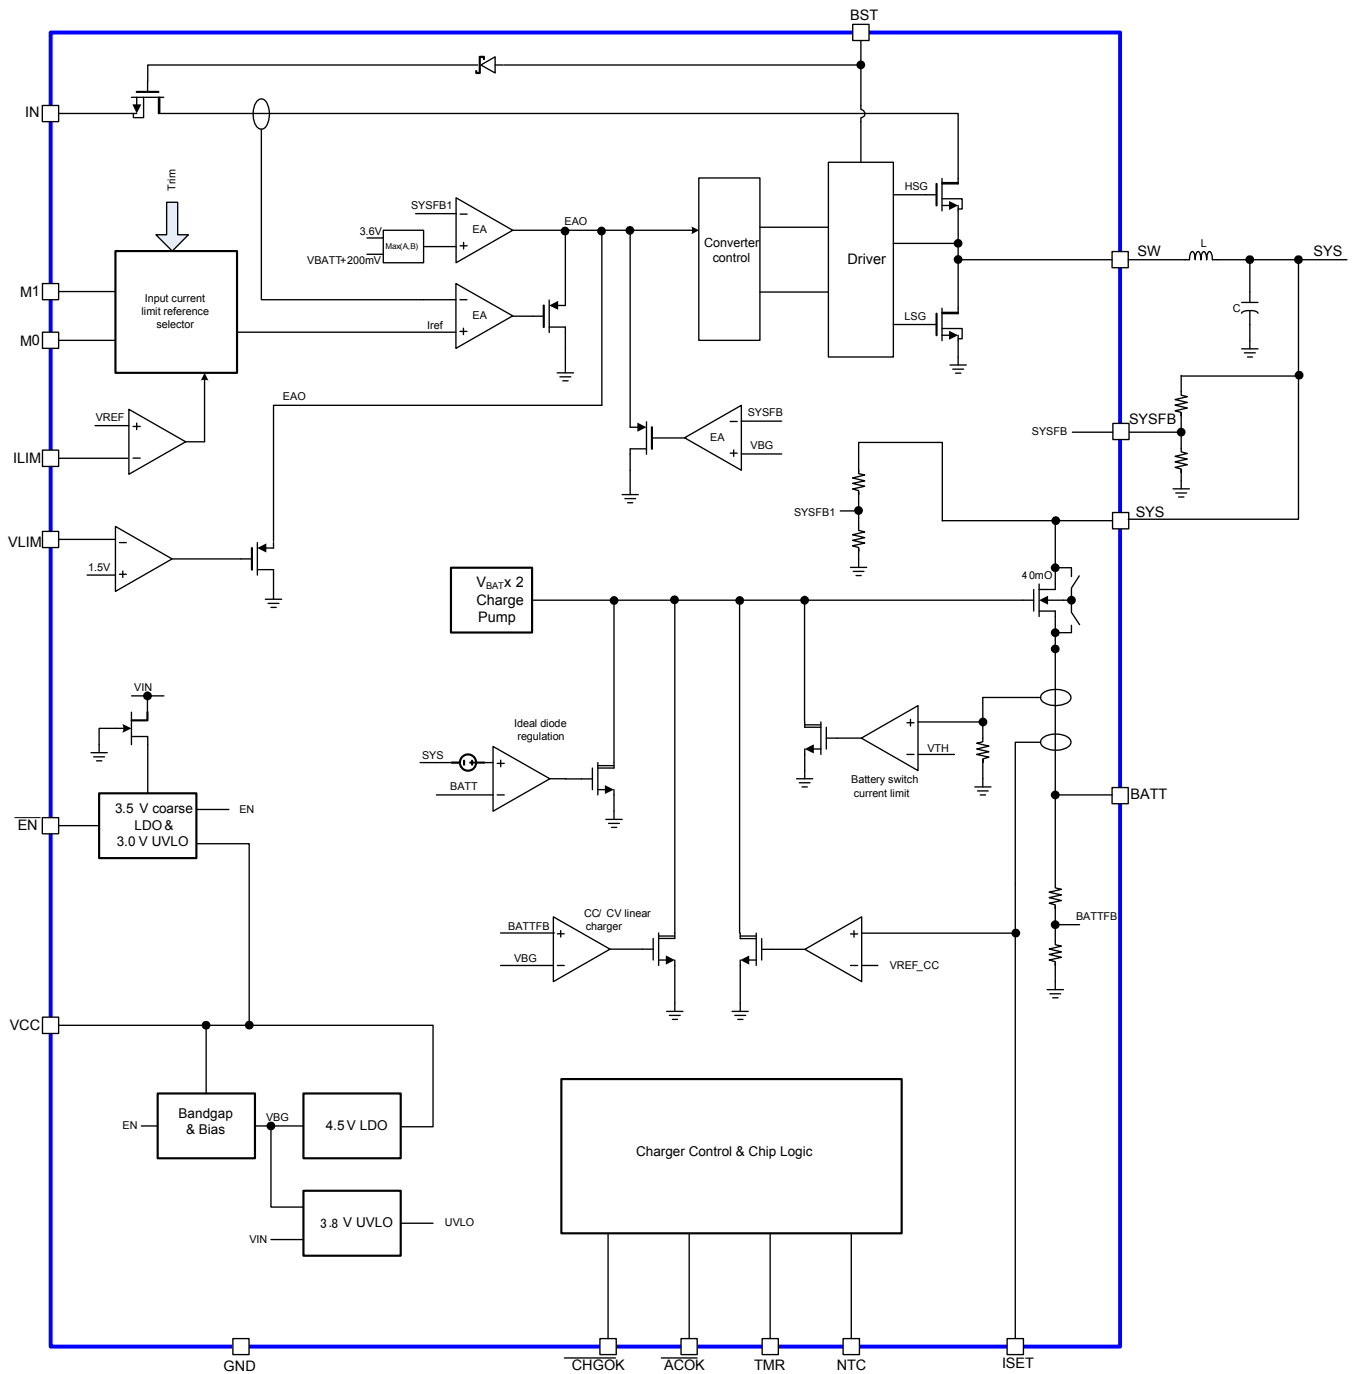 BST
IN
Trim
HSG
SYSFB1
EAO
3.6V
Max(A,B)
EA
VBATT+200mV
Converter
control
Driver
SW
L
SYS
M1
Input current
limit reference
selector
C
Iref
EA
LSG
M0
EAO
VREF
SYSFB
EA
VBG
SYSFB
SYSFB
ILIM
SYSFB1
SYS
VLIM
1.5V
40mO
VBATx 2
Charge
Pump
VIN
Ideal diode
regulation
SYS
BATT
VTH
Battery switch
current limit
BATT
3.5 V coarse
LDO &
3.0 V UVLO
EN
EN
CC/ CV linear
charger
BATTFB
VBG
BATTFB
VREF_CC
VCC
Bandgap
& Bias
EN
VBG
4.5V LDO
Charger Control & Chip Logic
3.8 V UVLO
UVLO
VIN
GND
CHGOK
ACOK
TMR
NTC
ISET